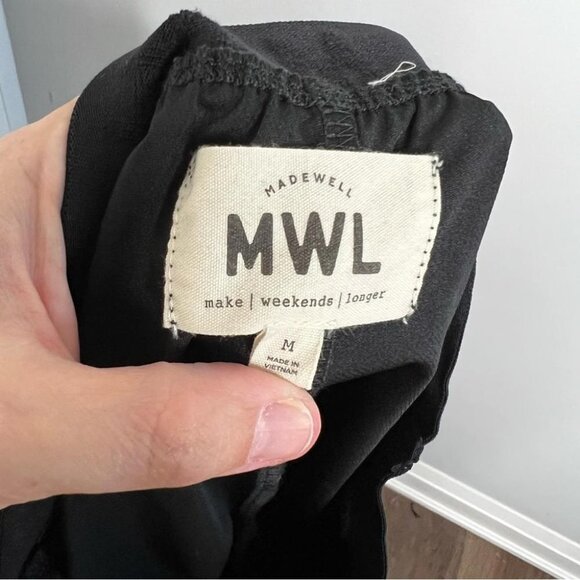 MADEWELL
MWL
make | weekends | longer
M
MADE IN
VIETNAM